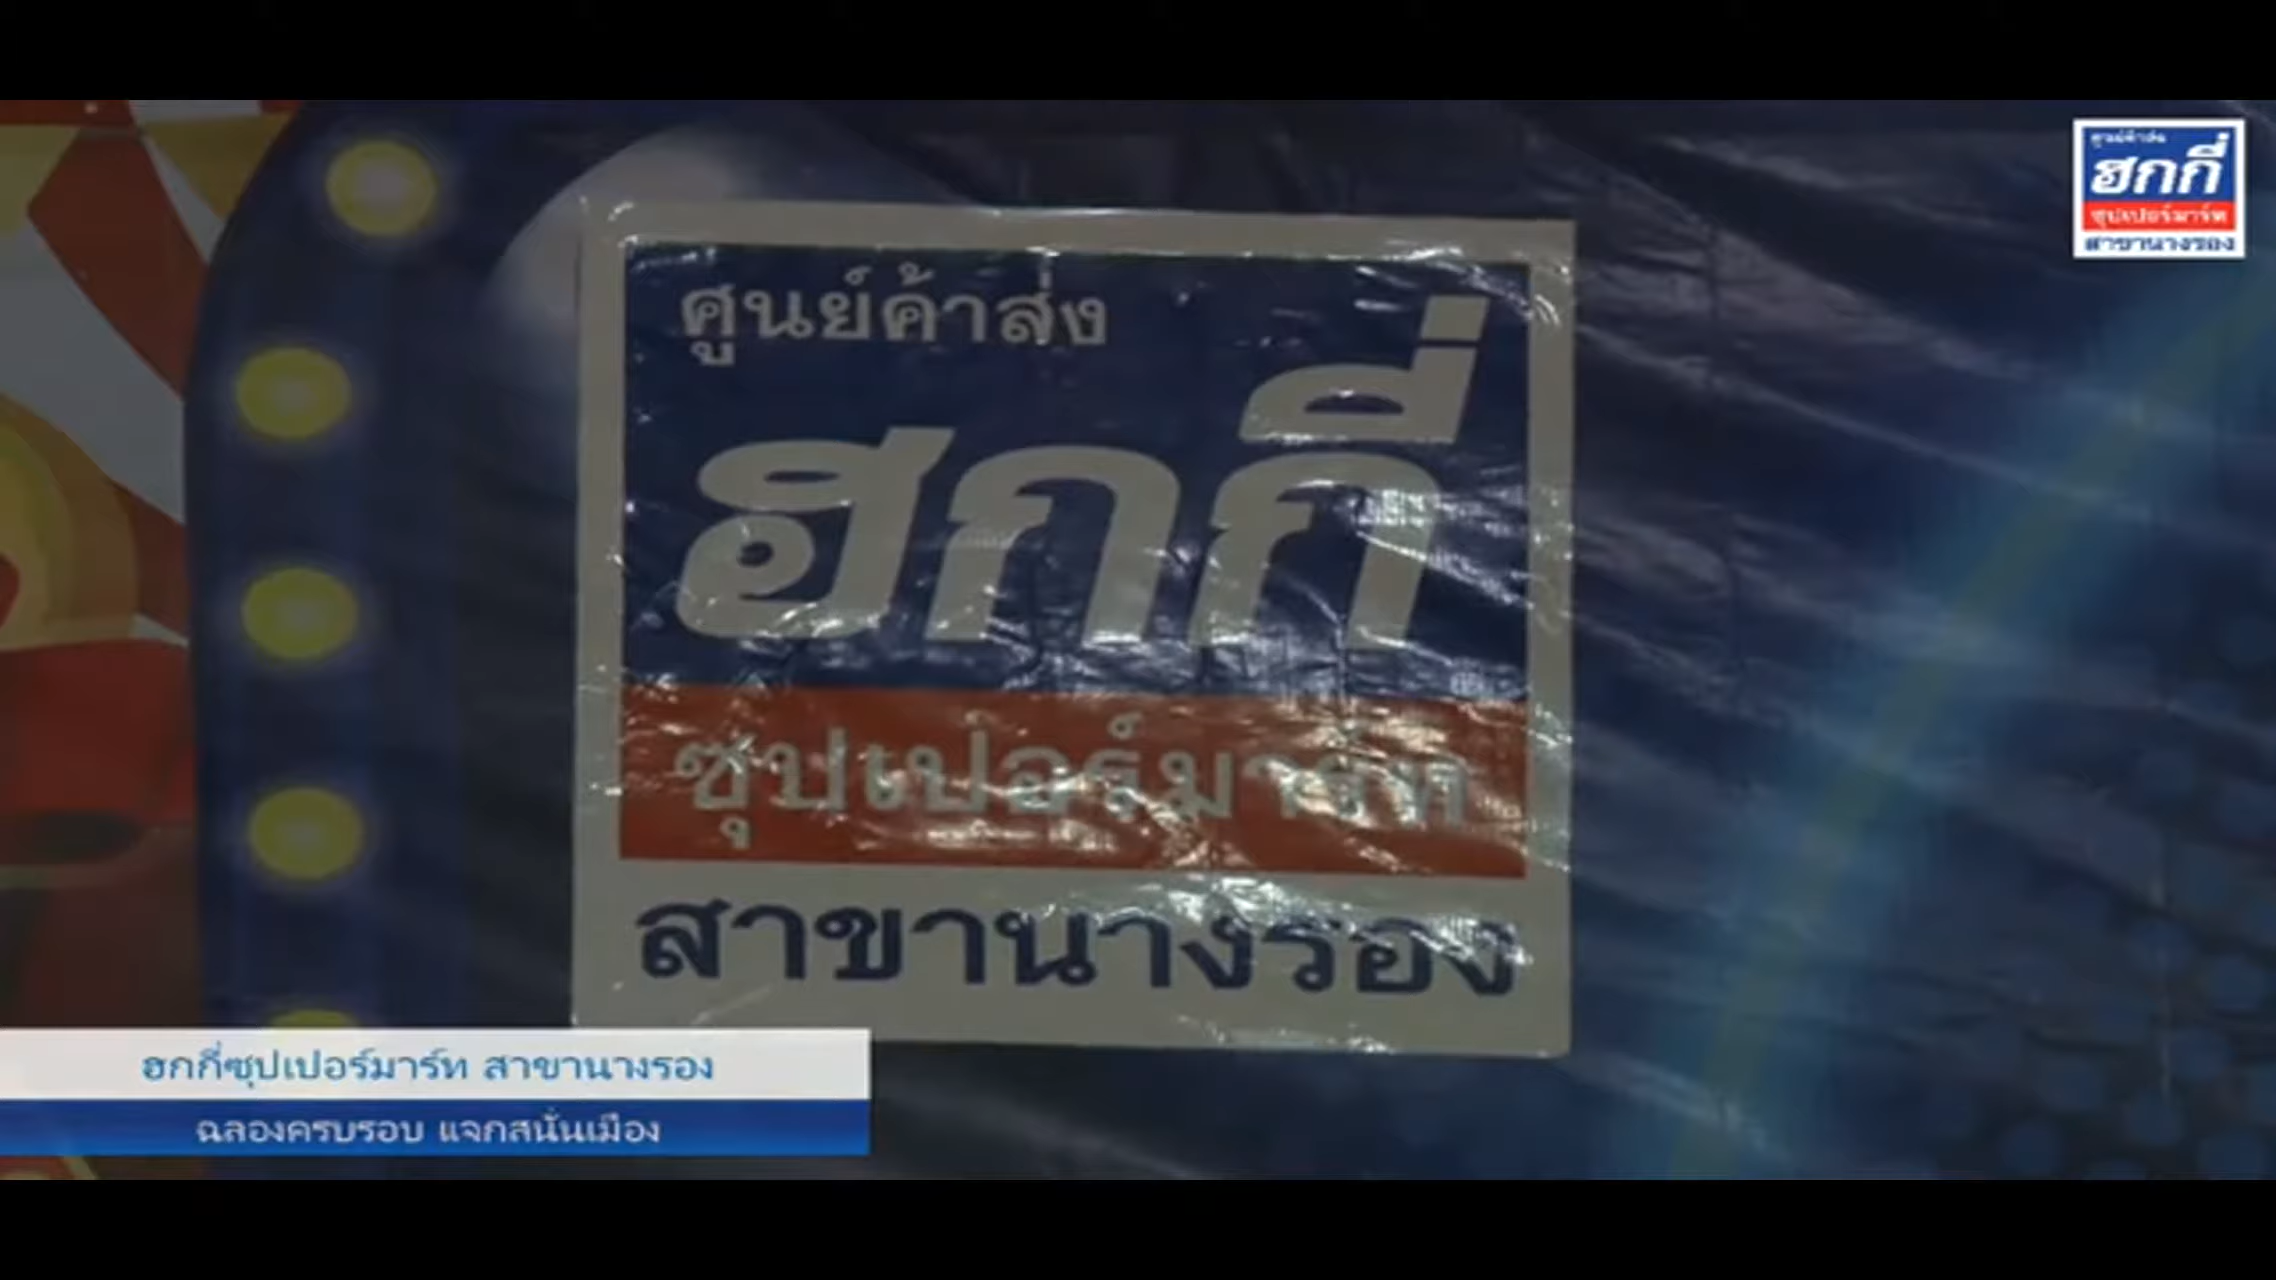 ศูนย์ค้าส่ง
ฮกกี่
ซุปเปอร์มาร์ท
สาขานางรอง
ศูนย์ค้าส่ง
ฮกกี่
ซุปเปอร์มาร์ท
สาขานางรอง
ฮกกี่ซุปเปอร์มาร์ท สาขานางรอง
ฉลองครบรอบ แจกสนั่นเมือง